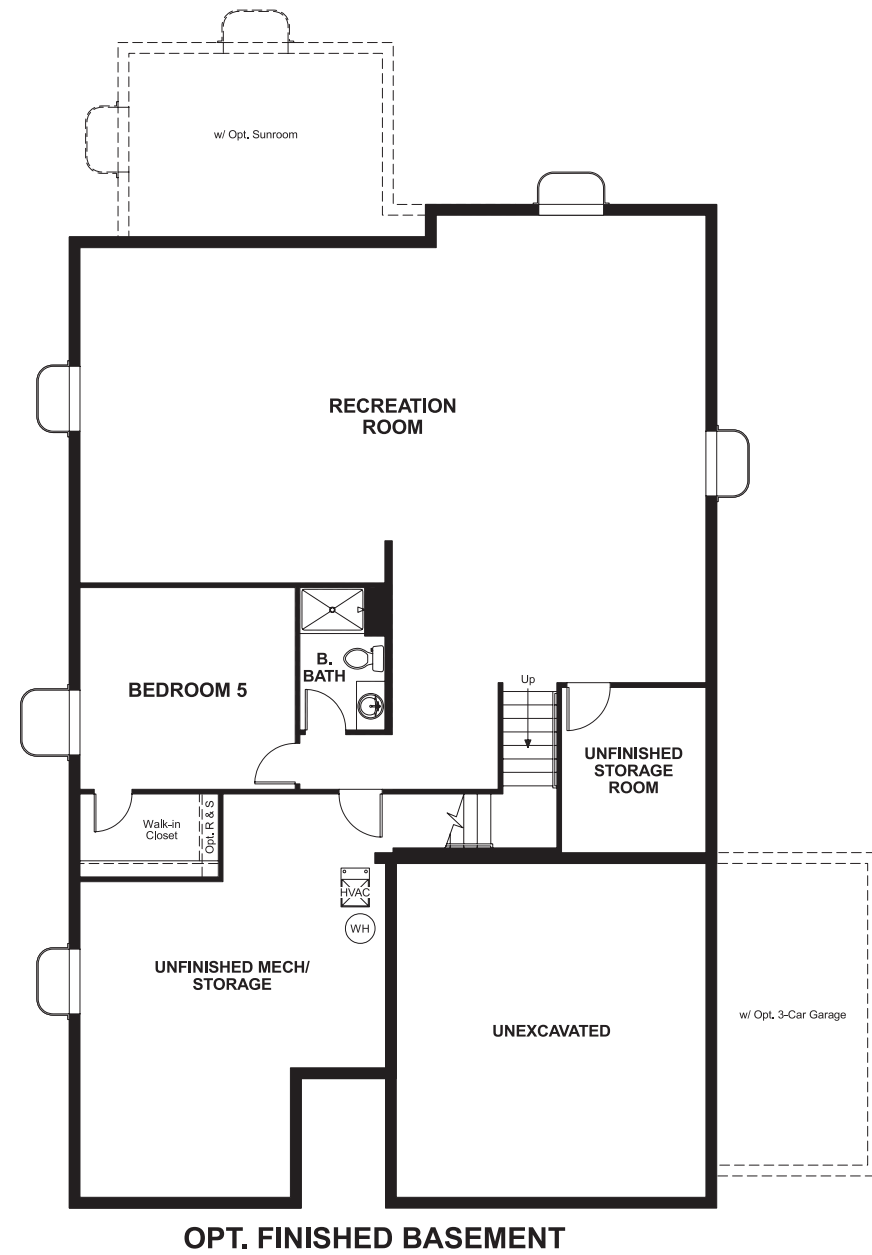 w/ Opt. Sunroom
RECREATION
ROOM
B.
BATH
BEDROOM 5
Up
UNFINISHED
STORAGE
ROOM
Walk-in
Closet
Opt. R & S
HVAC
WH
UNFINISHED MECH/
STORAGE
UNEXCAVATED
w/ Opt. 3-Car Garage
OPT. FINISHED BASEMENT